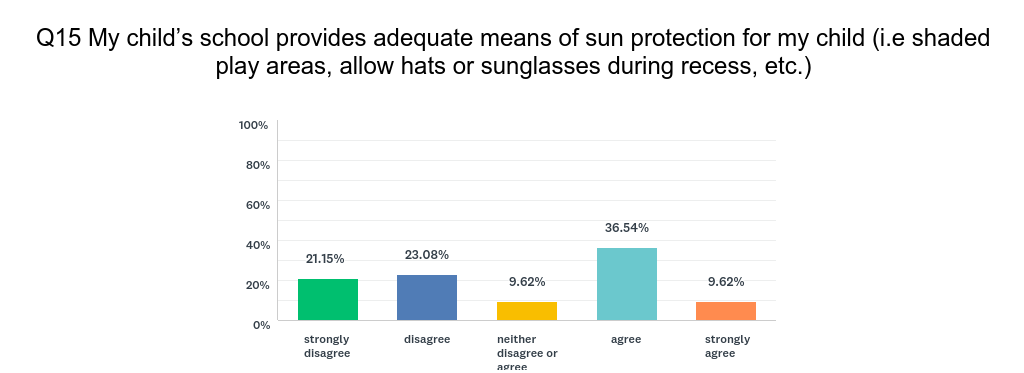 Q15 My child’s school provides adequate means of sun protection for my child (i.e shaded
play areas, allow hats or sunglasses during recess, etc.)
100%
80%
60%
40%
20%
0%
21.15%
23.08%
9.62%
36.54%
9.62%
strongly
disagree
disagree
neither
disagree or
agree
agree
strongly
agree